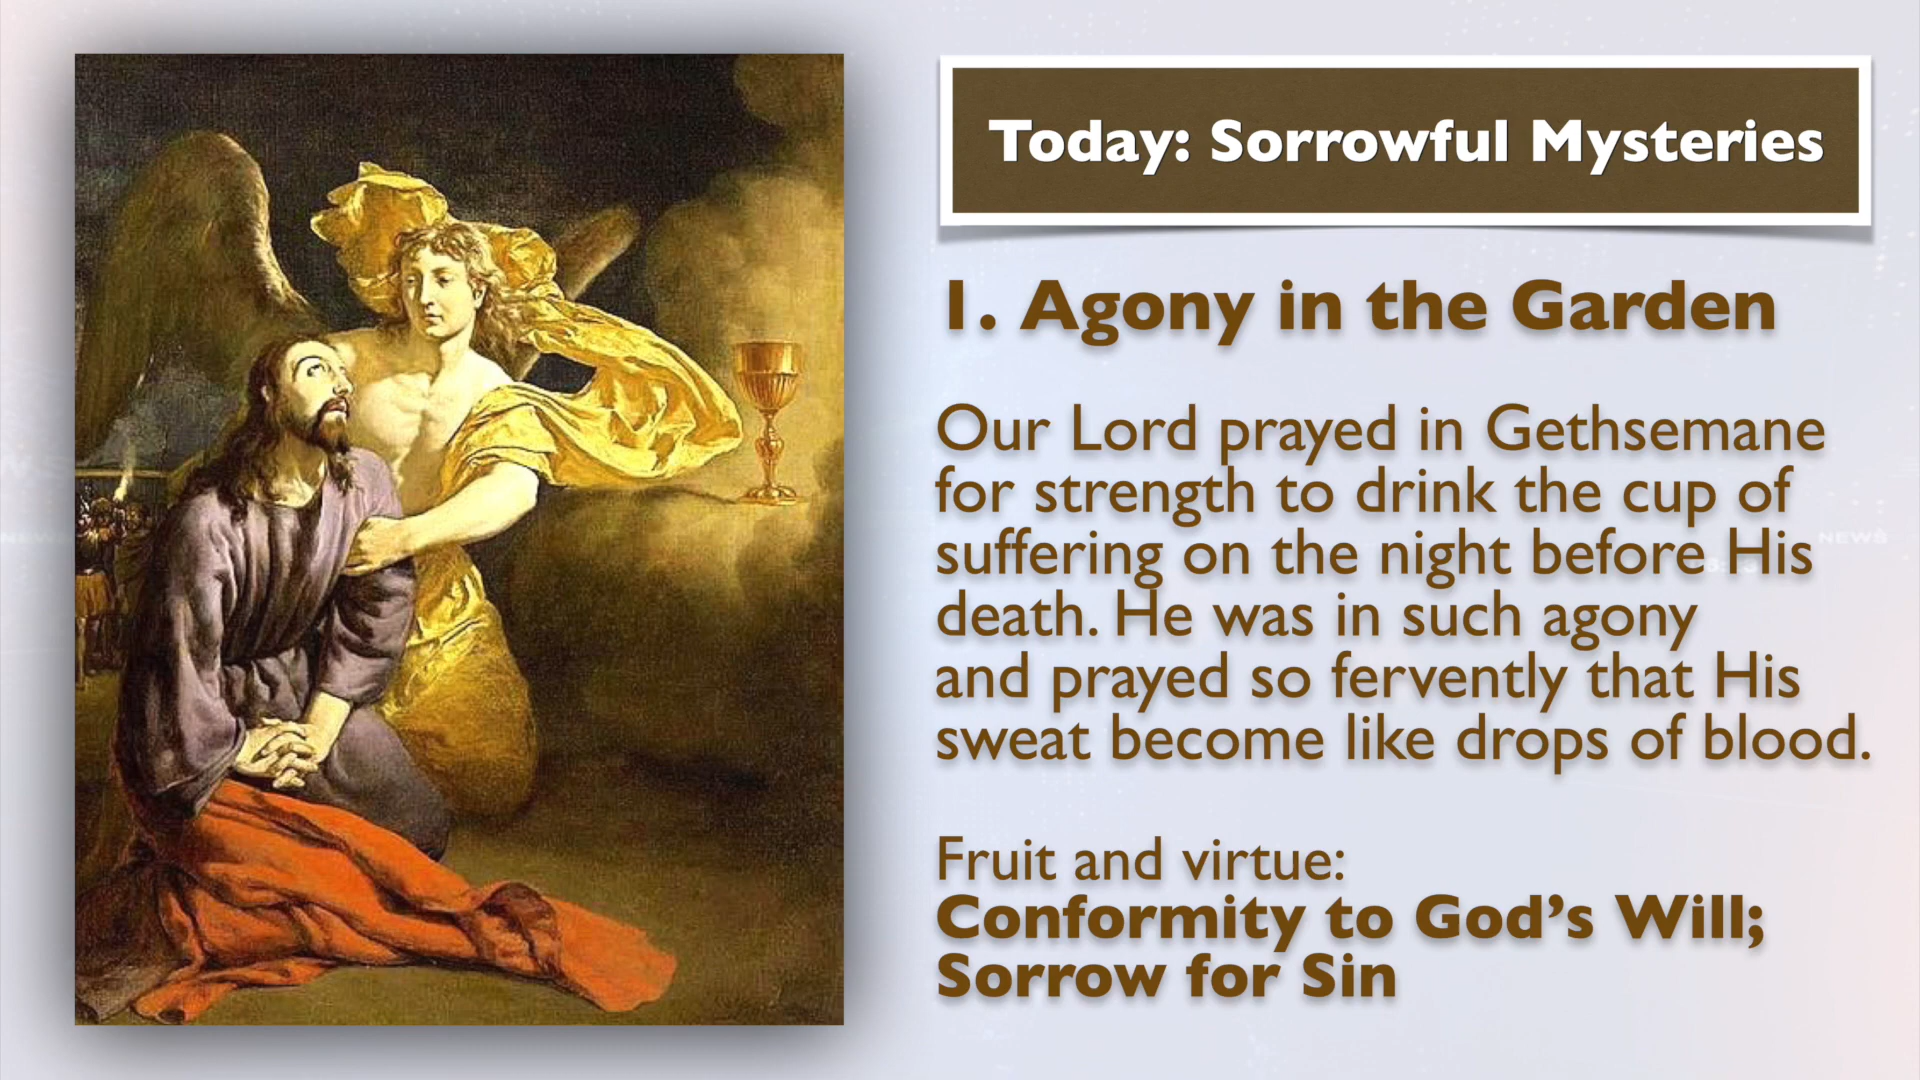 Today: Sorrowful Mysteries
1. Agony in the Garden
Our Lord prayed in Gethsemane
for strength to drink the cup of
suffering on the night before His
death. He was in such agony
and prayed so fervently that His
sweat become like drops of blood.
Fruit and virtue:
Conformity to God’s Will;
Sorrow for Sin
NEWS